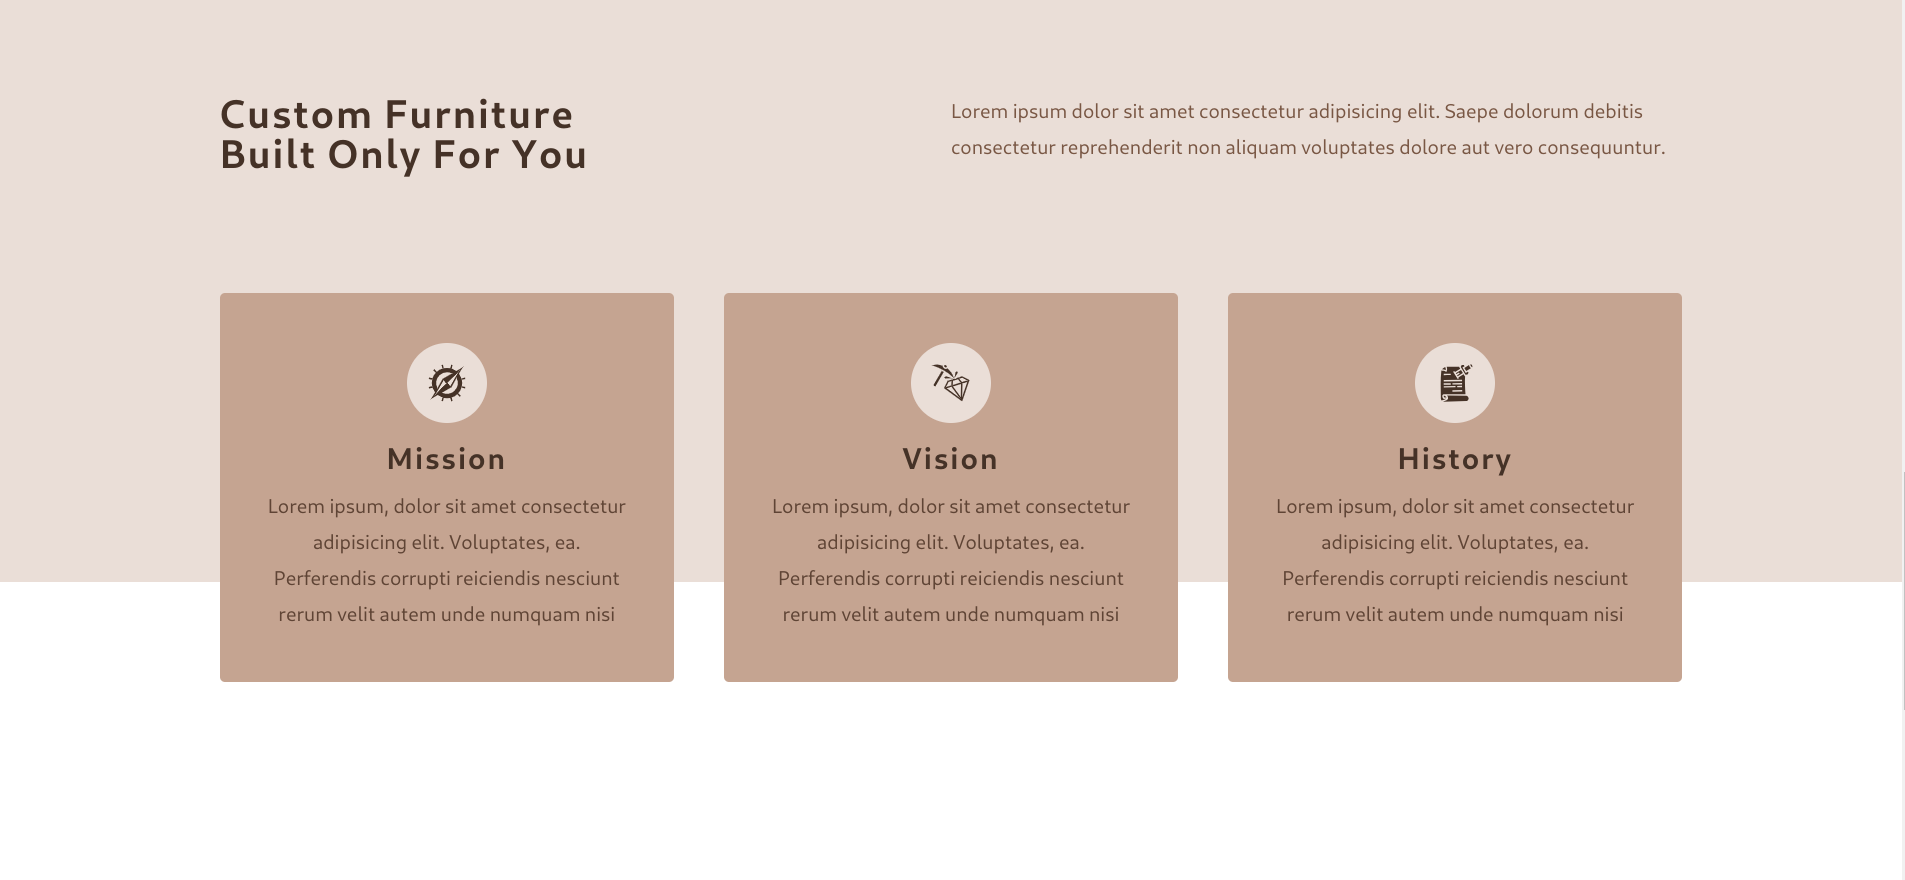 Custom Furniture
Built Only For You
Lorem ipsum dolor sit amet consectetur adipisicing elit. Saepe dolorum debitis
consectetur reprehenderit non aliquam voluptates dolore aut vero consequuntur.
Mission
Lorem ipsum, dolor sit amet consectetur
adipisicing elit. Voluptates, ea.
Perferendis corrupti reiciendis nesciunt
rerum velit autem unde numquam nisi
Vision
Lorem ipsum, dolor sit amet consectetur
adipisicing elit. Voluptates, ea.
Perferendis corrupti reiciendis nesciunt
rerum velit autem unde numquam nisi
History
Lorem ipsum, dolor sit amet consectetur
adipisicing elit. Voluptates, ea.
Perferendis corrupti reiciendis nesciunt
rerum velit autem unde numquam nisi